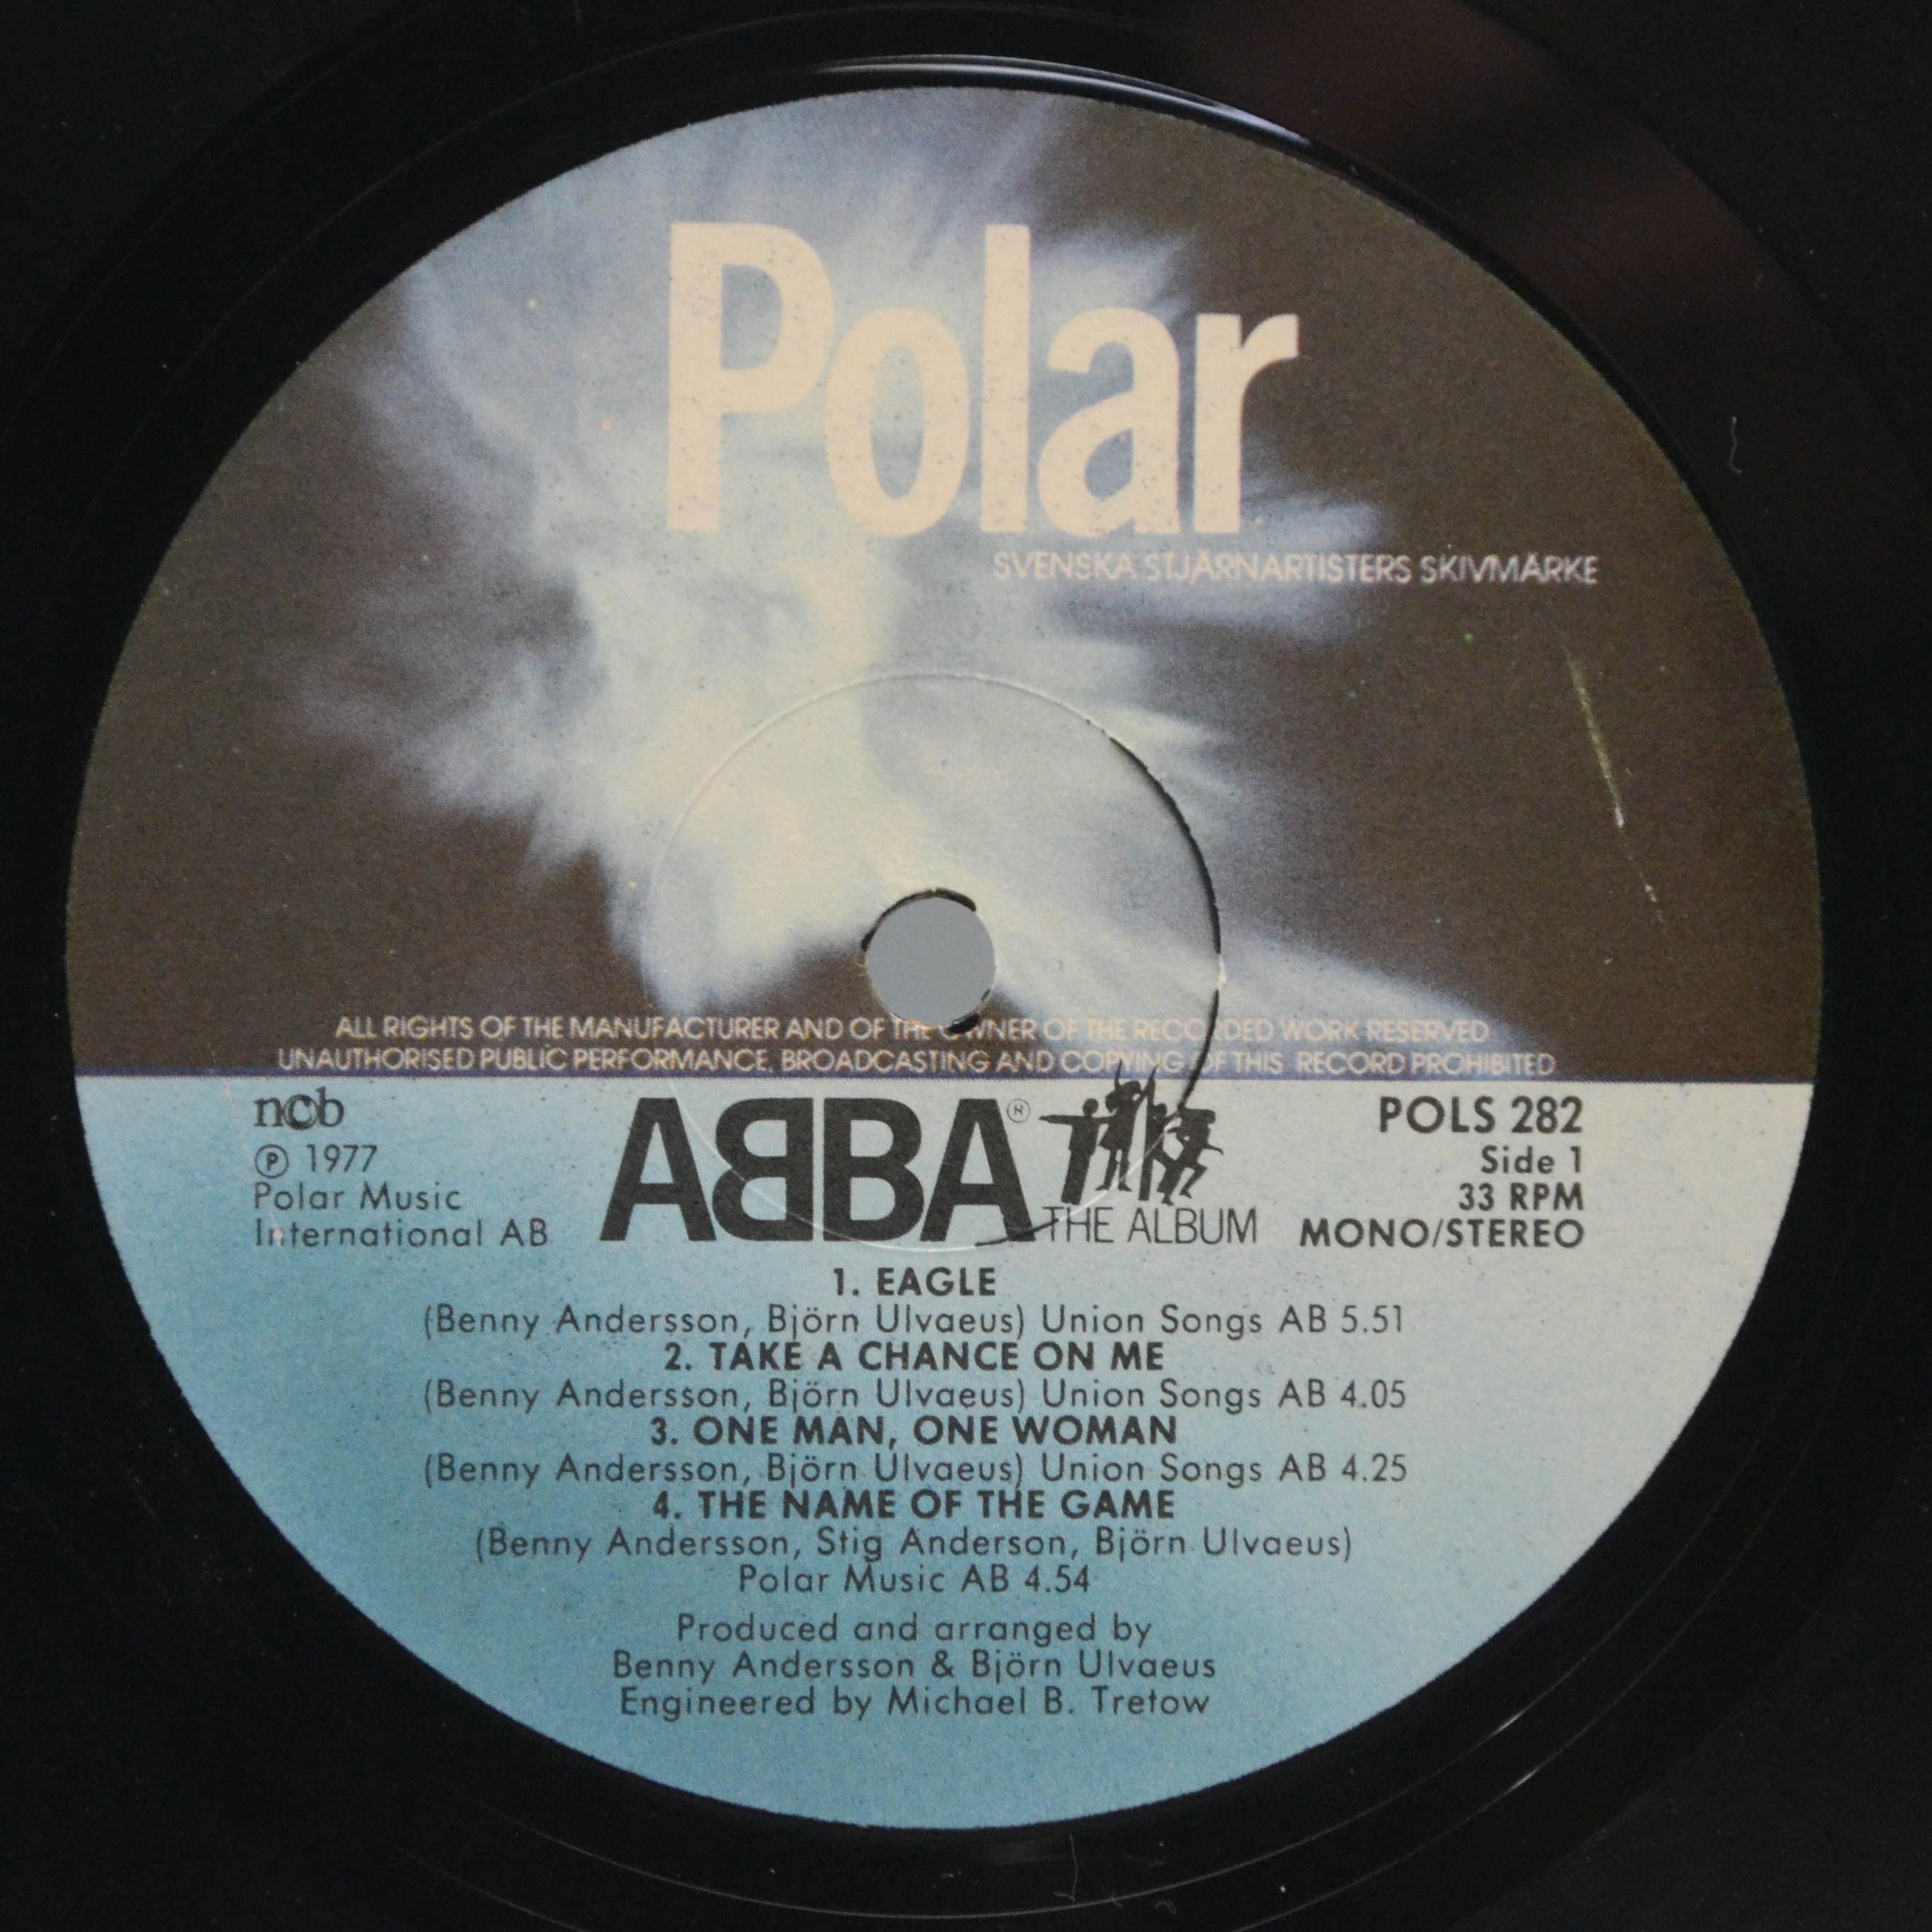 Polar
SVENSKA STJÄRNARTISTERS SKIVMÄRKE
ALL RIGHTS OF THE MANUFACTURER AND OF THE OWNER OF THE RECORDED WORK RESERVED
UNAUTHORISED PUBLIC PERFORMANCE, BROADCASTING AND COPYING OF THIS RECORD PROHIBITED
ncb
℗ 1977
Polar Music
International AB
ABBA®
THE ALBUM
POLS 282
Side 1
33 RPM
MONO/STEREO
1. EAGLE
(Benny Andersson, Björn Ulvaeus) Union Songs AB 5.51
2. TAKE A CHANCE ON ME
(Benny Andersson, Björn Ulvaeus) Union Songs AB 4.05
3. ONE MAN, ONE WOMAN
(Benny Andersson, Björn Ulvaeus) Union Songs AB 4.25
4. THE NAME OF THE GAME
(Benny Andersson, Stig Anderson, Björn Ulvaeus)
Polar Music AB 4.54
Produced and arranged by
Benny Andersson & Björn Ulvaeus
Engineered by Michael B. Tretow